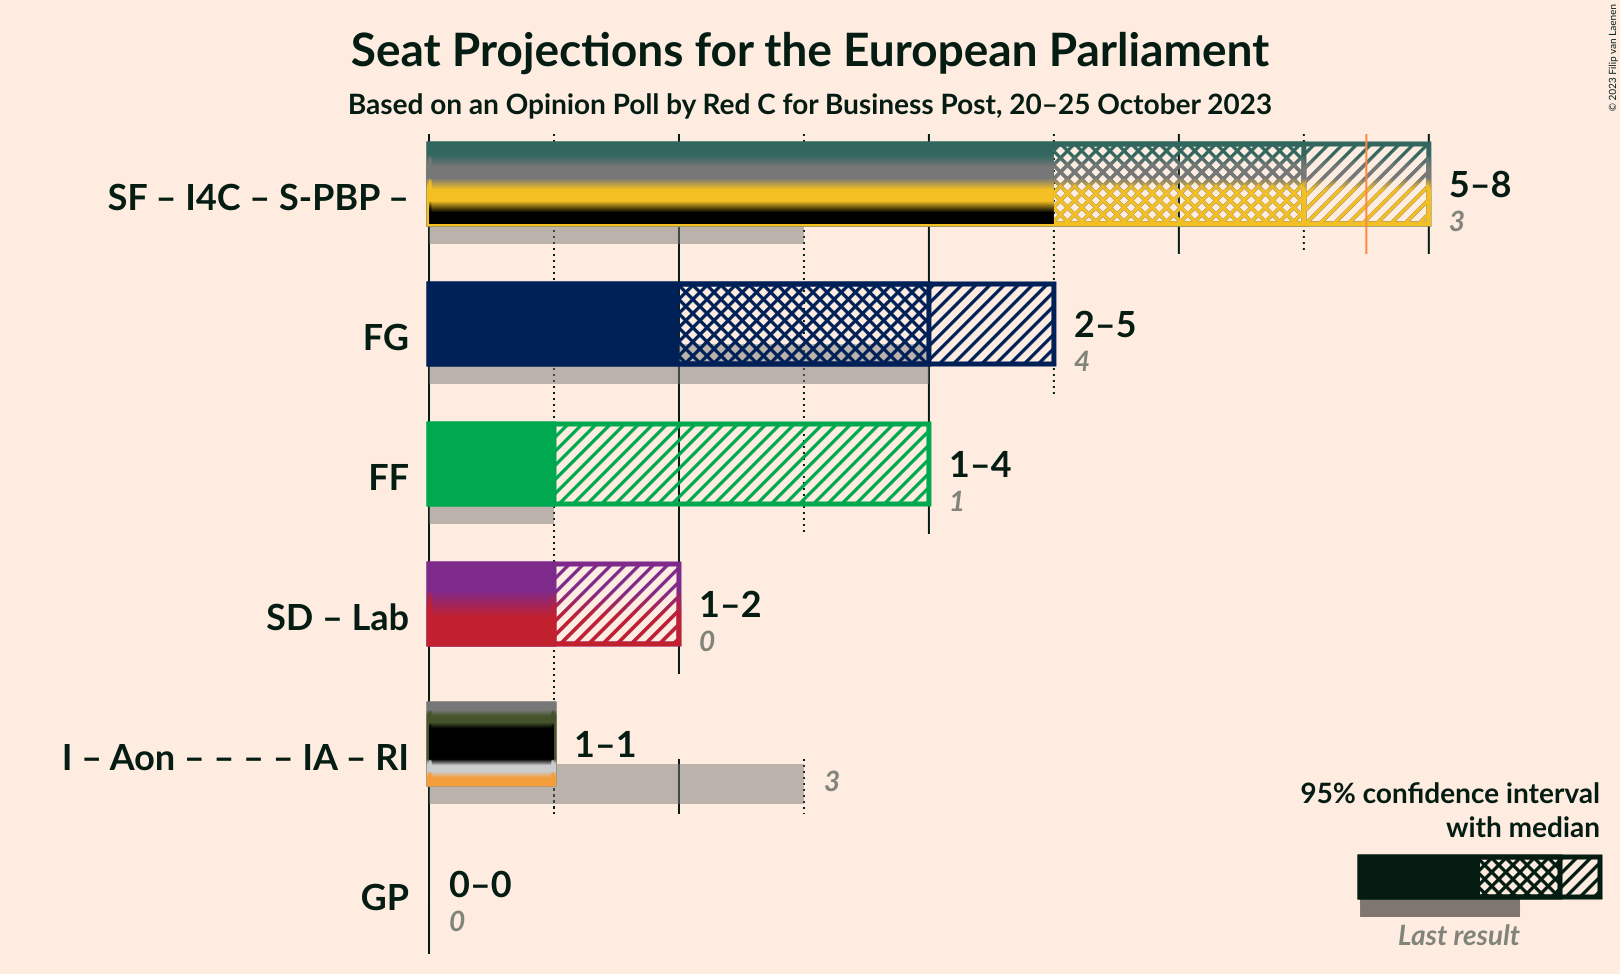 Seat Projections for the European Parliament
Based on an Opinion Poll by Red C for Business Post, 20–25 October 2023
© 2023 Filip van Laenen
SF – I4C – S-PBP –
5–8
3
FG
2–5
4
FF
1–4
1
SD – Lab
1–2
0
I – Aon – – – – IA – RI
1–1
3
GP
0–0
0
95% confidence interval
with median
Last result